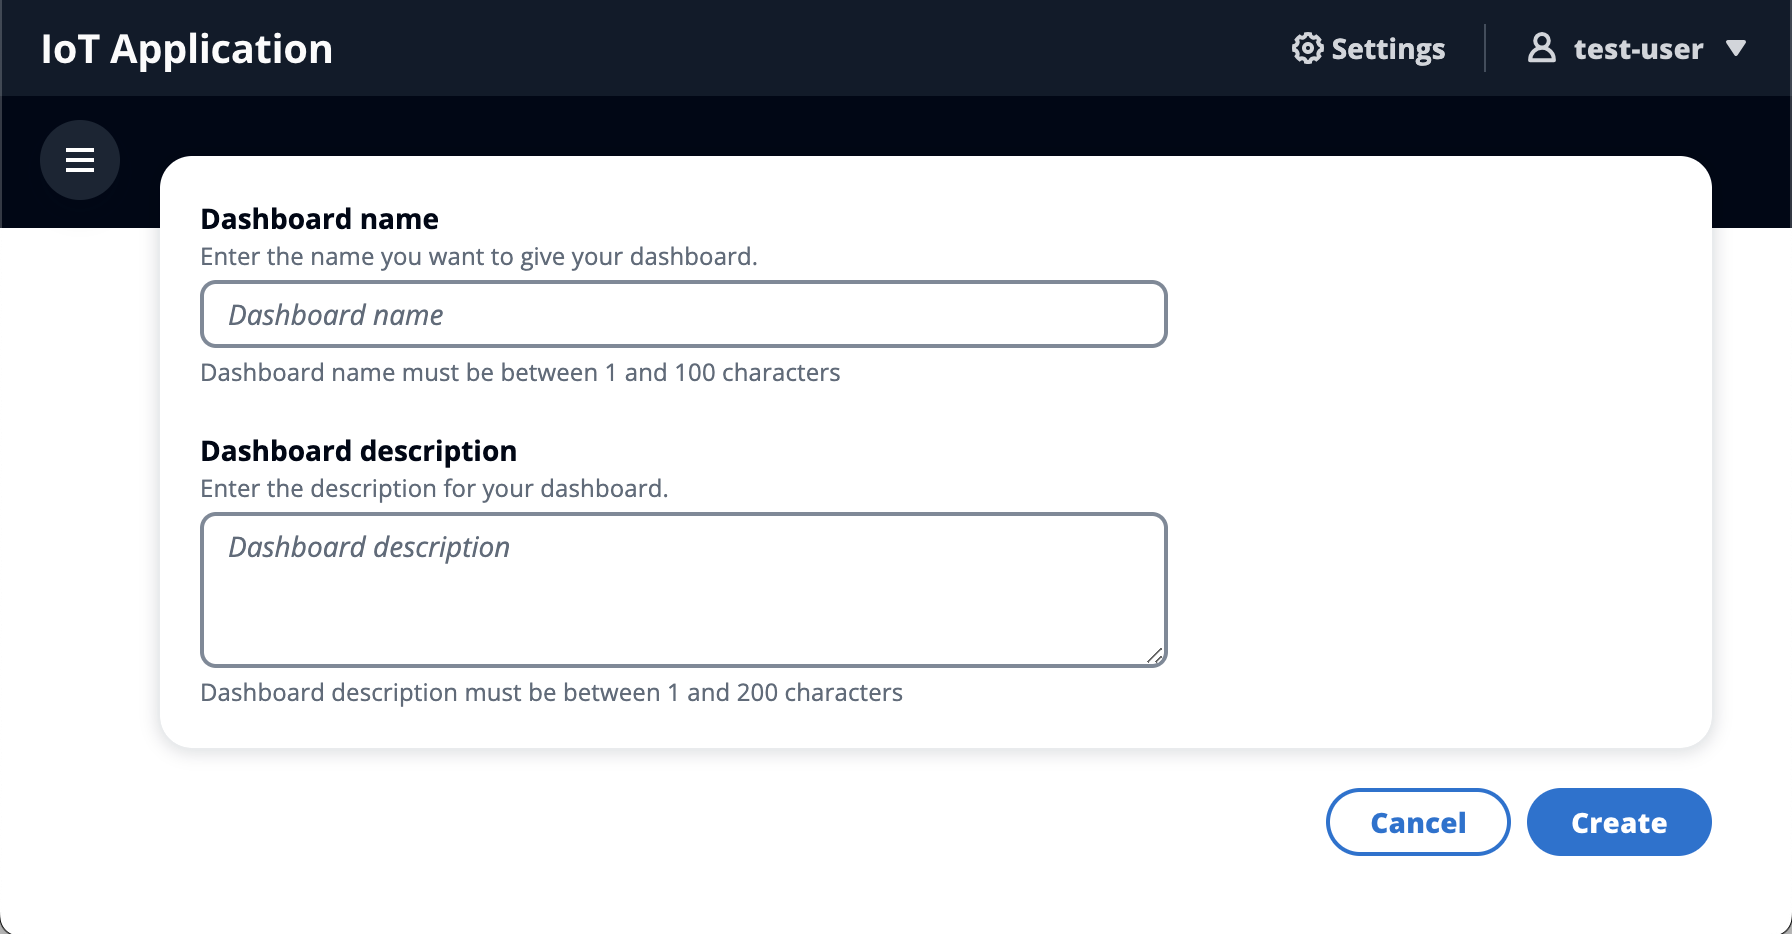 IoT Application
Settings
test-user
Dashboard name
Enter the name you want to give your dashboard.
Dashboard name
Dashboard name must be between 1 and 100 characters
Dashboard description
Enter the description for your dashboard.
Dashboard description
Dashboard description must be between 1 and 200 characters
Cancel
Create